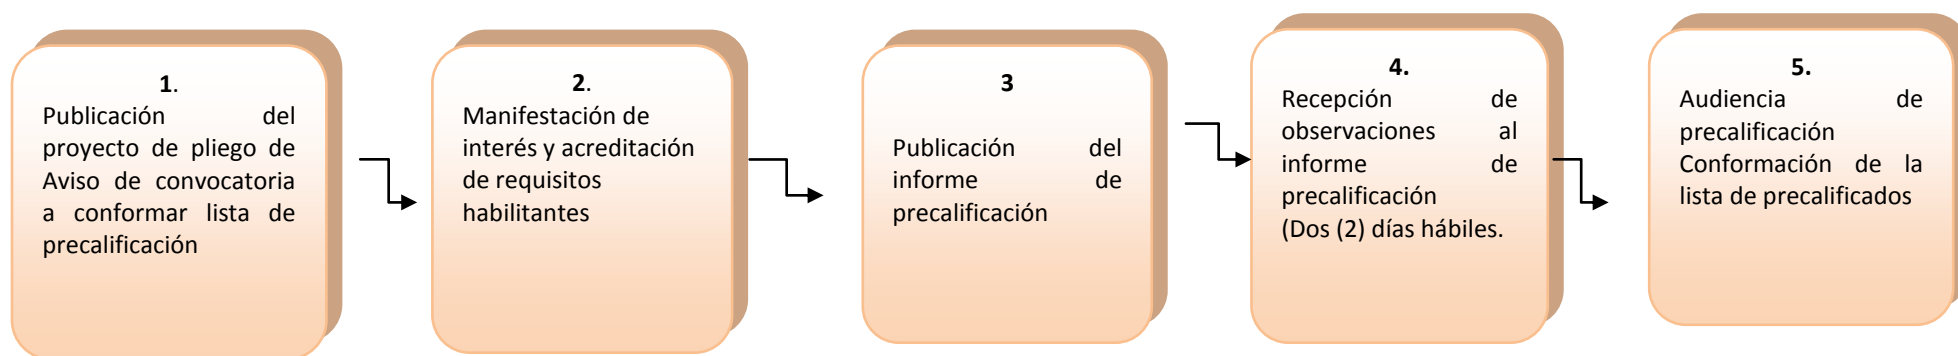 1.
Publicación del
proyecto de pliego de
Aviso de convocatoria
a conformar lista de
precalificación
2.
Manifestación de
interés y acreditación
de requisitos
habilitantes
3
Publicación del
informe de
precalificación
4.
Recepción de
observaciones al
informe de
precalificación
(Dos (2) días hábiles.
5.
Audiencia de
precalificación
Conformación de la
lista de precalificados